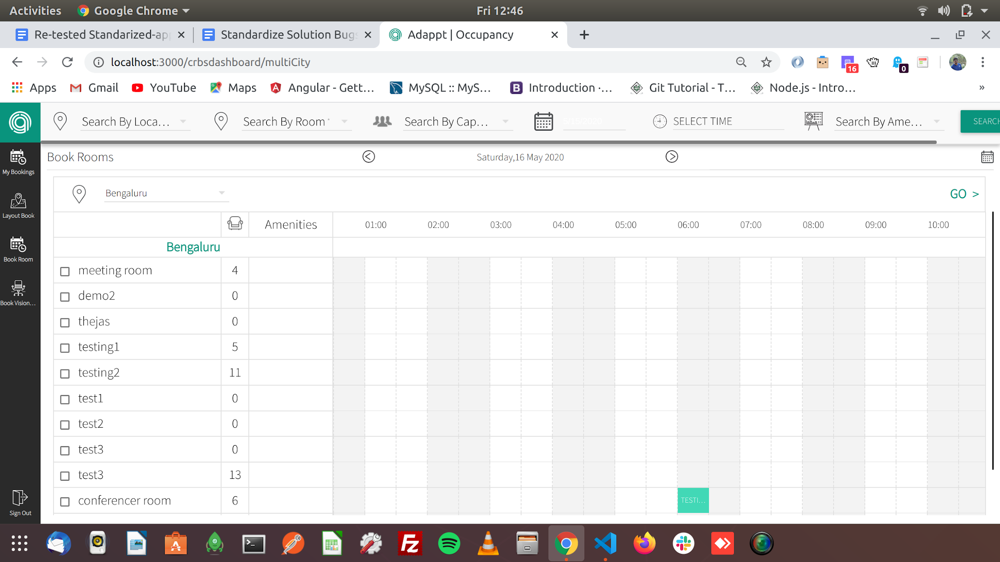 Activities Google Chrome Fri 12:46
Re-tested Standarized-app Standardize Solution Bugs Adappt | Occupancy
localhost:3000/crbsdashboard/multiCity 16 0
Apps Gmail YouTube Maps Angular - Gett… MySQL :: MyS… B Introduction ·… Git Tutorial - T… Node.js - Intro… »
Search By Loca… Search By Room * Search By Cap… 5/15/2020 SELECT TIME Search By Ame… SEARCH
Book Rooms Saturday,16 May 2020
My Bookings
Layout Book
Book Room
Book Vision…
Sign Out
Bengaluru GO >
Amenities 01:00 02:00 03:00 04:00 05:00 06:00 07:00 08:00 09:00 10:00
Bengaluru
meeting room 4
demo2 0
thejas 0
testing1 5
testing2 11
test1 0
test2 0
test3 0
test3 13
conferencer room 6 TESTI…
Fz